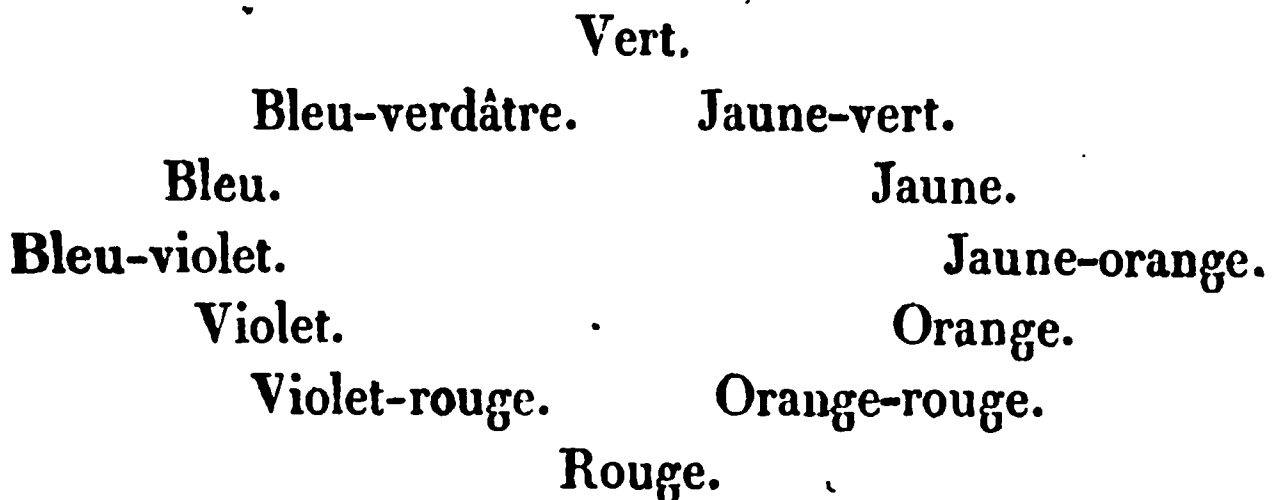 Vert.
Bleu-verdâtre. Jaune-vert.
Bleu. Jaune.
Bleu-violet. Jaune-orange.
Violet. Orange.
Violet-rouge. Orange-rouge.
Rouge.